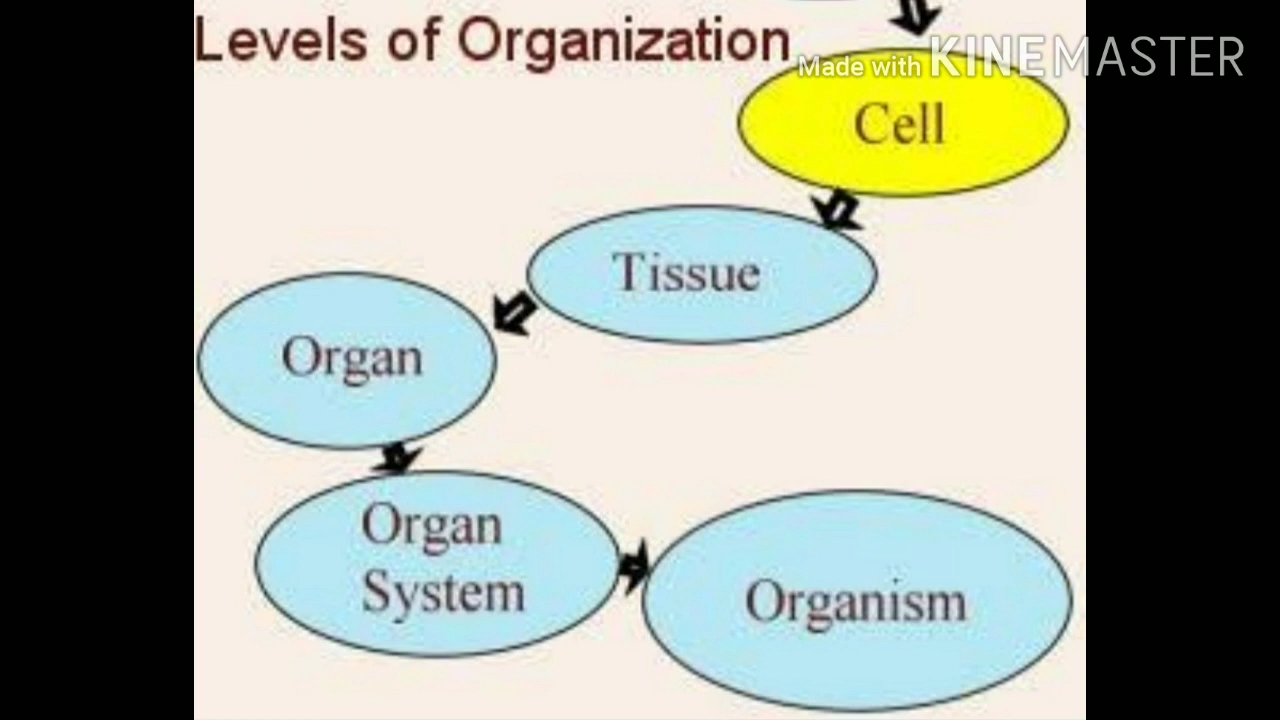 Levels of Organization
Made with KINEMASTER
Cell
Tissue
Organ
Organ
System
Organism